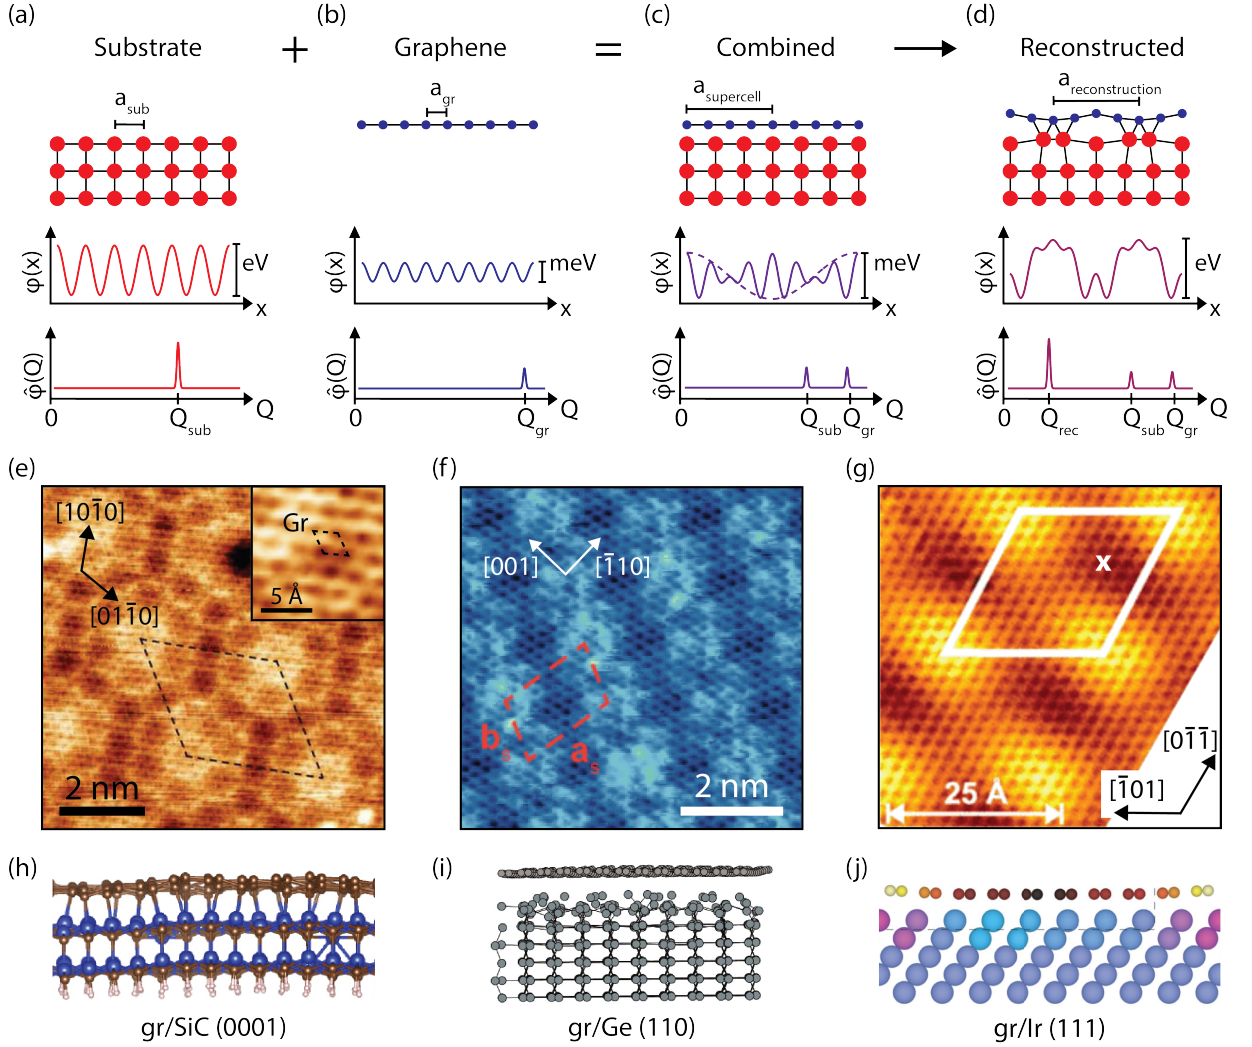 (a) (b) (c) (d)
Substrate + Graphene = Combined → Reconstructed
a_sub a_gr a_supercell a_reconstruction
φ(x) eV x
φ(x) meV x
φ(x) meV x
φ(x) eV x
φ̂(Q) 0 Q_sub Q
φ̂(Q) 0 Q_gr Q
φ̂(Q) 0 Q_sub Q_gr Q
φ̂(Q) 0 Q_rec Q_sub Q_gr Q
(e) (f) (g)
[101̄0]
[011̄0]
Gr
5 Å
2 nm
[001] [1̄10]
b_s a_s
2 nm
x
25 Å
[01̄1̄]
[1̄01]
(h) (i) (j)
gr/SiC (0001) gr/Ge (110) gr/Ir (111)